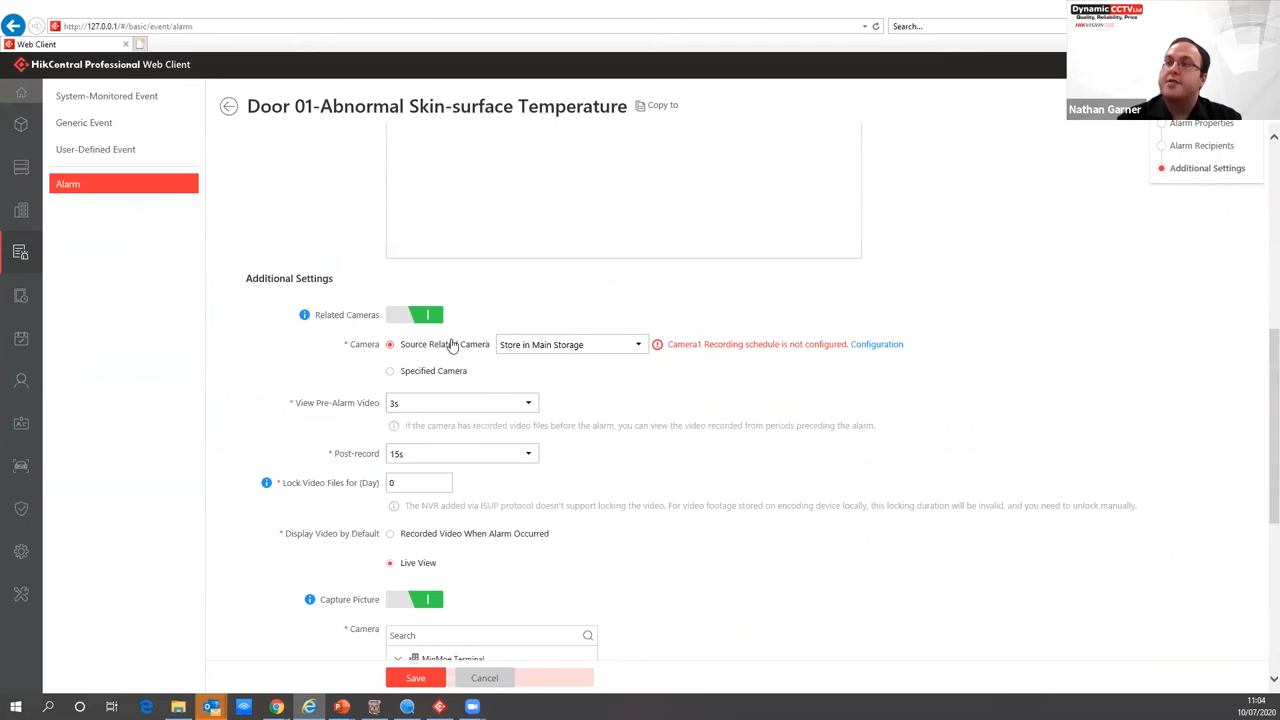 http://127.0.0.1/#/basic/event/alarm
Search...
Web Client
HikCentral Professional Web Client
Dynamic CCTV Ltd
Quality, Reliability, Price
HIKVISION
Nathan Garner
System-Monitored Event
Generic Event
User-Defined Event
Alarm
Door 01-Abnormal Skin-surface Temperature
Copy to
Alarm Properties
Alarm Recipients
Additional Settings
Additional Settings
Related Cameras
* Camera
Source Related Camera
Store in Main Storage
Camera1 Recording schedule is not configured. Configuration
Specified Camera
* View Pre-Alarm Video
3s
If the camera has recorded video files before the alarm, you can view the video recorded from periods preceding the alarm.
* Post-record
15s
* Lock Video Files for (Day)
0
The NVR added via ISUP protocol doesn't support locking the video. For video footage stored on encoding device locally, this locking duration will be invalid, and you need to unlock manually.
* Display Video by Default
Recorded Video When Alarm Occurred
Live View
Capture Picture
* Camera
Search
MinMoe Terminal
Save
Cancel
11:04
10/07/2020